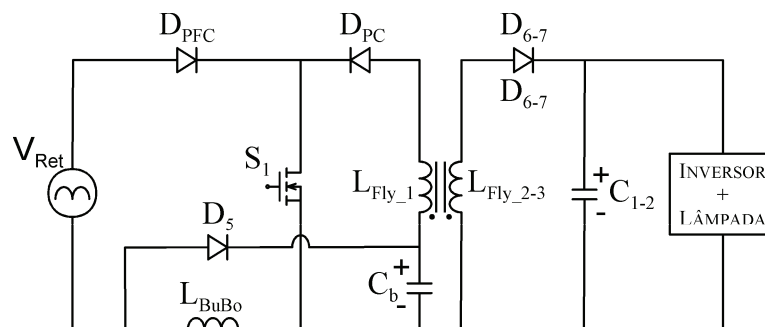 D_PFC
D_PC
D_6-7
D_6-7
V_Ret
S_1
L_Fly_1
L_Fly_2-3
+
C_1-2
-
INVERSOR
+
LÂMPADA
D_5
L_BuBo
C_b
+
-